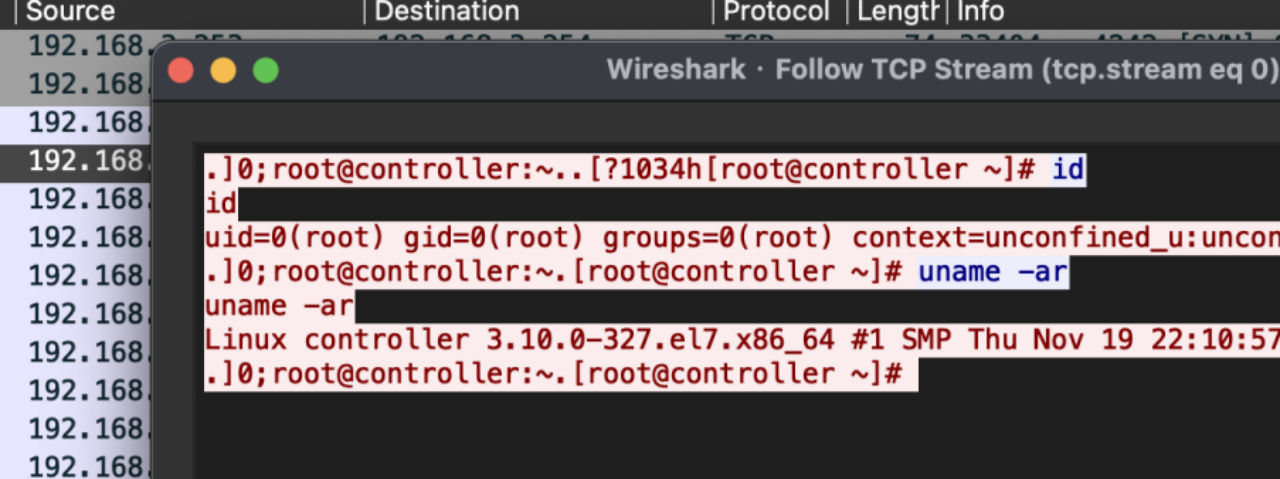 Source Destination Protocol Length Info
192.168.
192.168.
192.168.
192.168.
192.168.
192.168.
192.168.
192.168.
192.168.
192.168.
192.168.
192.168.
Wireshark · Follow TCP Stream (tcp.stream eq 0)
.]0;root@controller:~..[?1034h[root@controller ~]# id
id
uid=0(root) gid=0(root) groups=0(root) context=unconfined_u:uncon
.]0;root@controller:~.[root@controller ~]# uname -ar
uname -ar
Linux controller 3.10.0-327.el7.x86_64 #1 SMP Thu Nov 19 22:10:57
.]0;root@controller:~.[root@controller ~]#